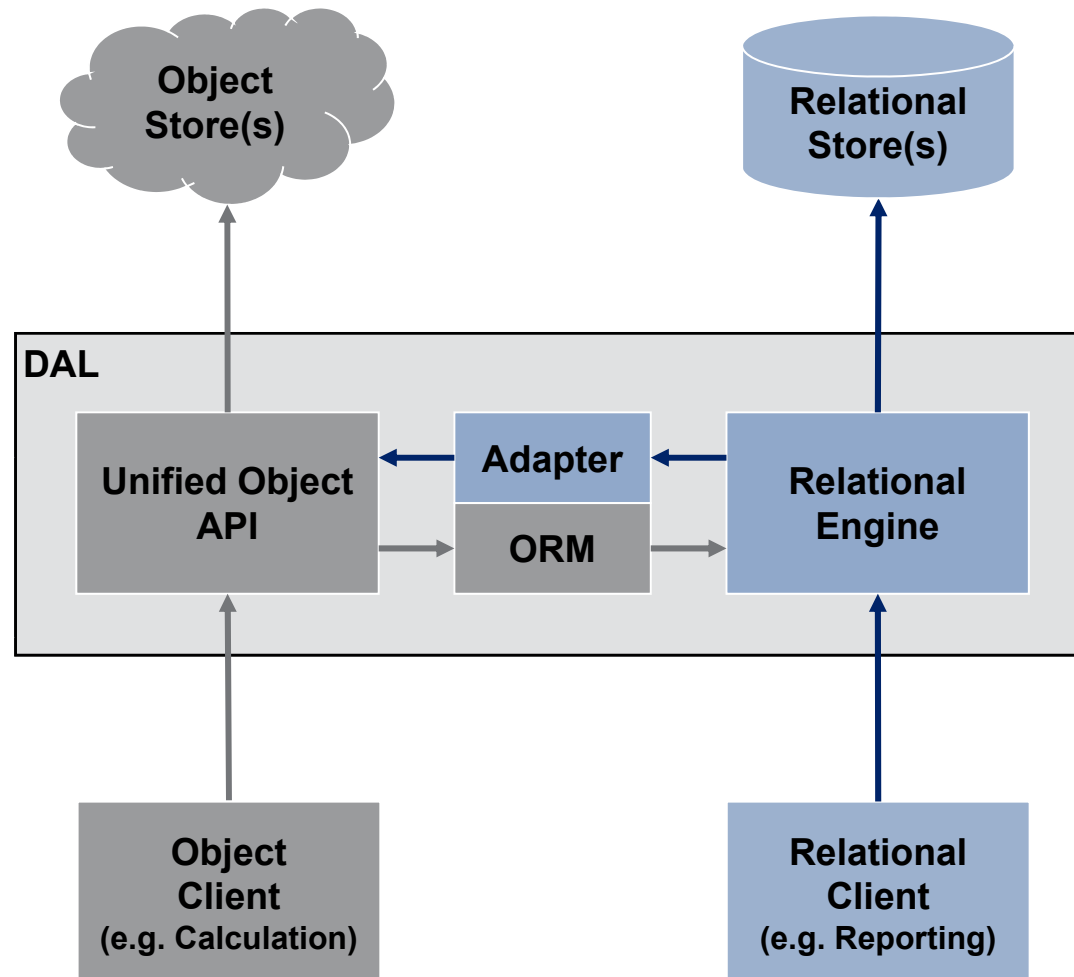 Object
Store(s)
Relational
Store(s)
DAL
Unified Object
API
Adapter
ORM
Relational
Engine
Object
Client
(e.g. Calculation)
Relational
Client
(e.g. Reporting)